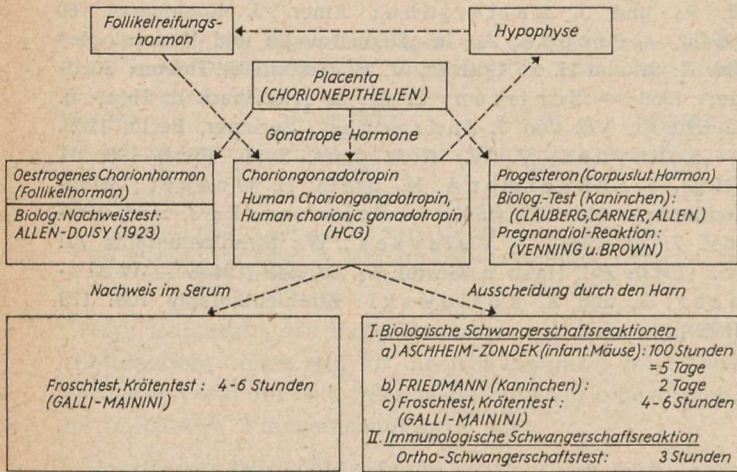 Follikelreifungs-
hormon
Hypophyse
Placenta
(CHORIONEPITHELIEN)
Gonatrope Hormone
Oestrogenes Chorionhormon
(Follikelhormon)
Biolog. Nachweistest:
ALLEN-DOISY (1923)
Choriongonadotropin
Human Choriongonadotropin,
Human chorionic gonadotropin
(HCG)
Progesteron (Corpuslut. Hormon)
Biolog.-Test (Kaninchen):
(CLAUBERG, CARNER, ALLEN)
Pregnandiol-Reaktion:
(VENNING u. BROWN)
Nachweis im Serum
Ausscheidung durch den Harn
Froschtest, Krötentest: 4-6 Stunden
(GALLI-MAININI)
I. Biologische Schwangerschaftsreaktionen
a) ASCHHEIM-ZONDEK (infant. Mäuse): 100 Stunden
= 5 Tage
b) FRIEDMANN (Kaninchen): 2 Tage
c) Froschtest, Krötentest: 4-6 Stunden
(GALLI-MAININI)
II. Immunologische Schwangerschaftsreaktion
Ortho-Schwangerschaftstest: 3 Stunden